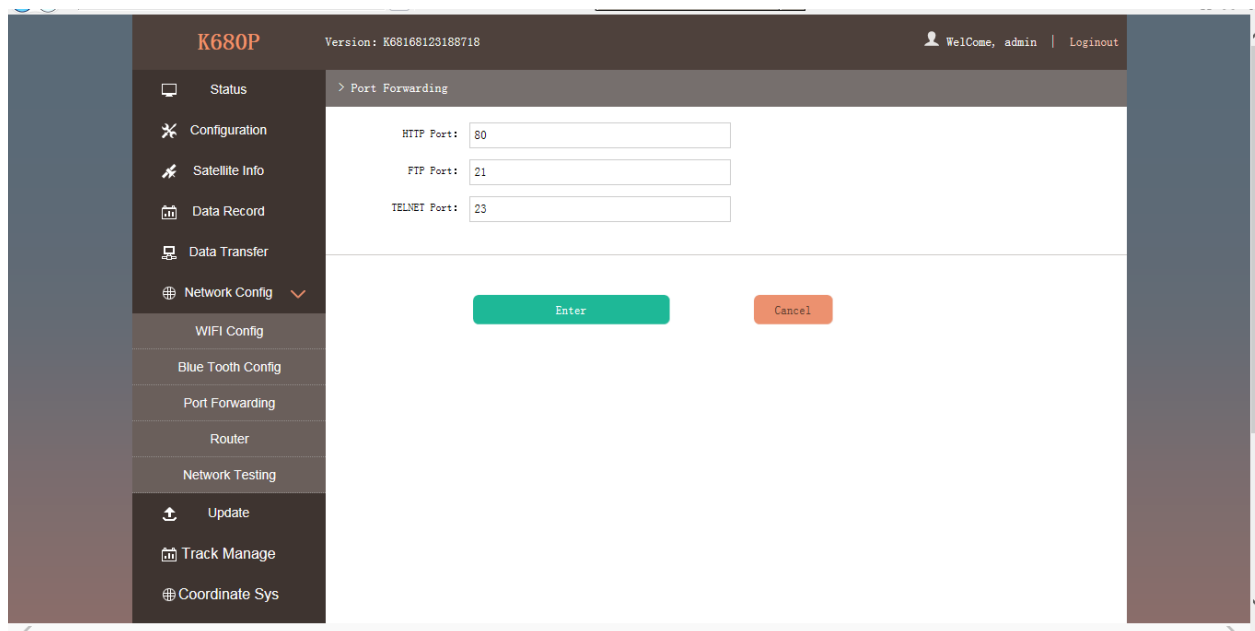 K680P
Version: K68168123188718
WelCome, admin | Loginout
Status
Configuration
Satellite Info
Data Record
Data Transfer
Network Config
WIFI Config
Blue Tooth Config
Port Forwarding
Router
Network Testing
Update
Track Manage
Coordinate Sys
> Port Forwarding
HTTP Port: 80
FTP Port: 21
TELNET Port: 23
Enter
Cancel